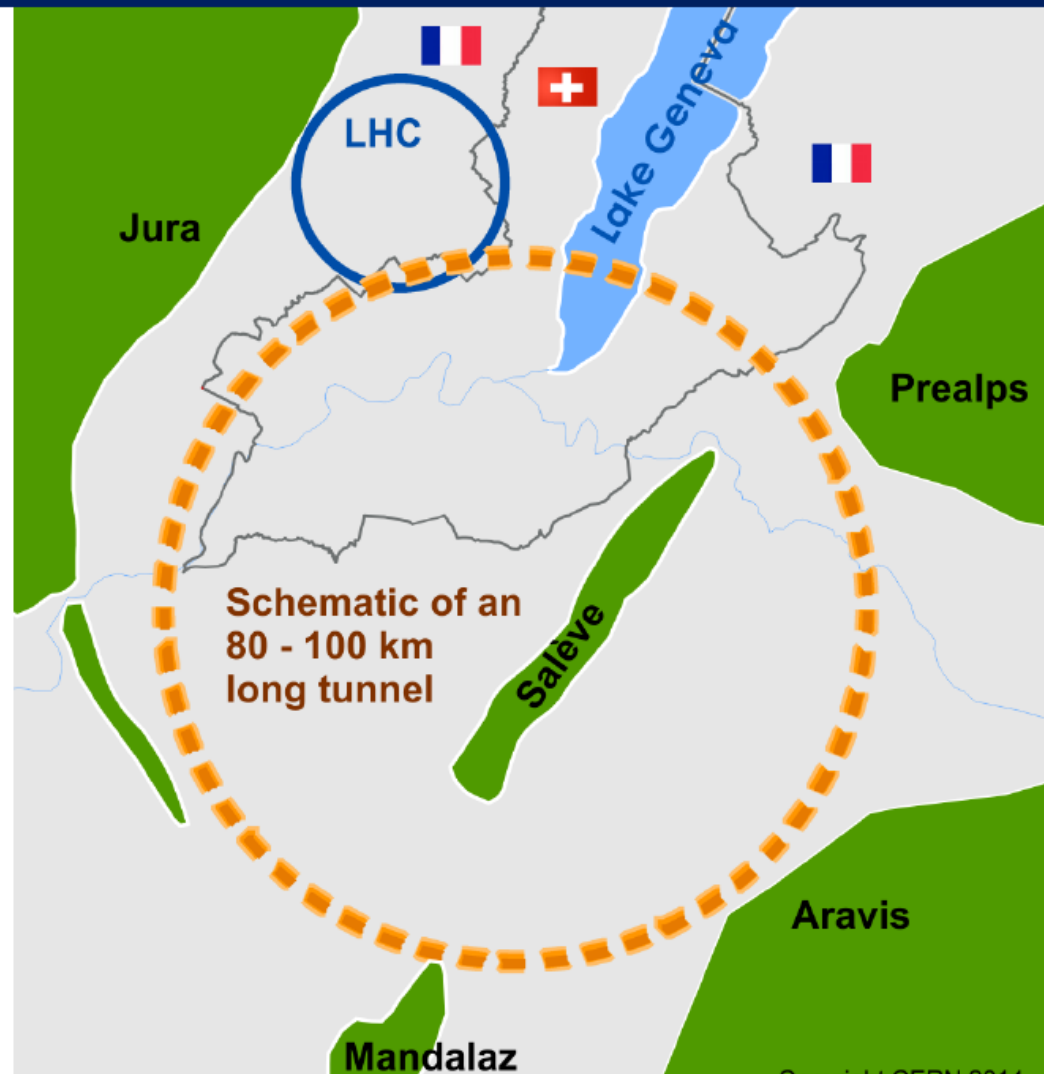 LHC
Lake Geneva
Jura
Prealps
Schematic of an
80 - 100 km
long tunnel
Salève
Aravis
Mandalaz